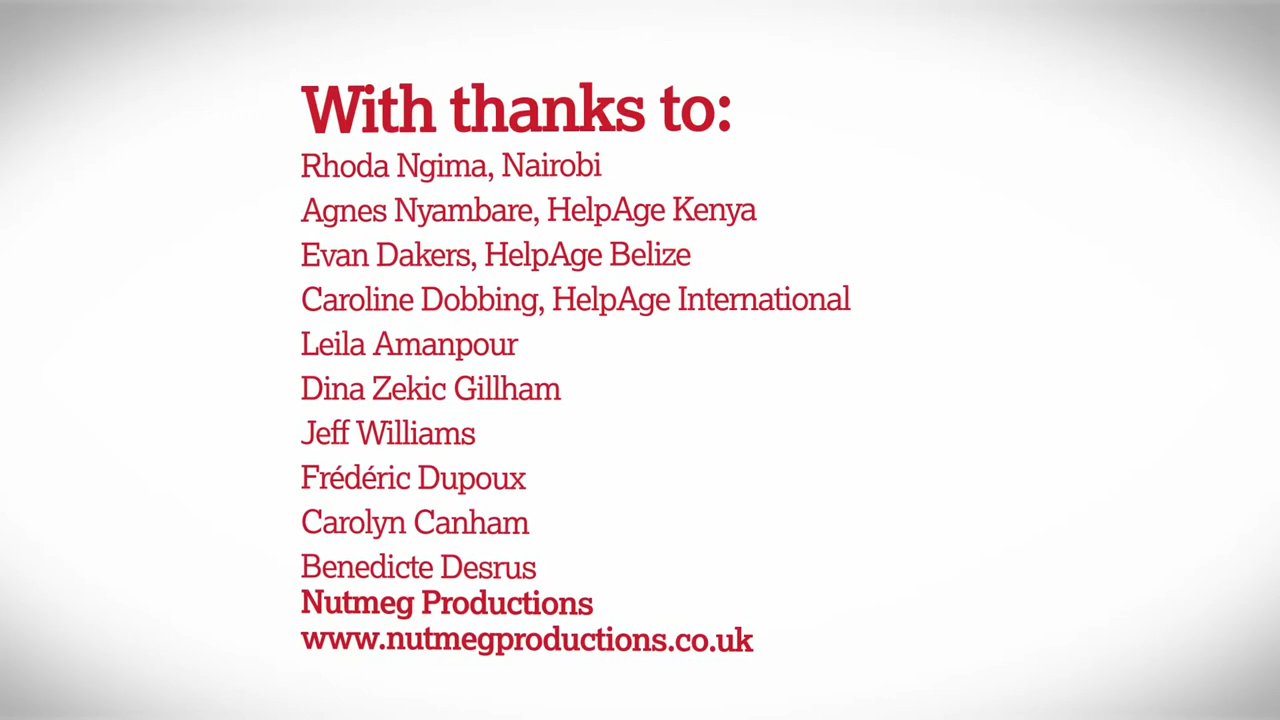 With thanks to:
Rhoda Ngima, Nairobi
Agnes Nyambare, HelpAge Kenya
Evan Dakers, HelpAge Belize
Caroline Dobbing, HelpAge International
Leila Amanpour
Dina Zekic Gillham
Jeff Williams
Frédéric Dupoux
Carolyn Canham
Benedicte Desrus
Nutmeg Productions
www.nutmegproductions.co.uk